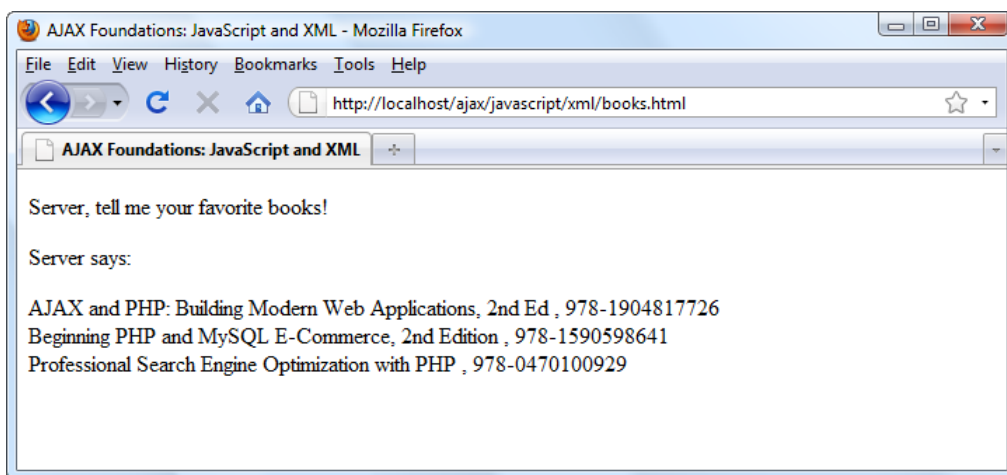 AJAX Foundations: JavaScript and XML - Mozilla Firefox
File Edit View History Bookmarks Tools Help
http://localhost/ajax/javascript/xml/books.html
AJAX Foundations: JavaScript and XML
Server, tell me your favorite books!
Server says:
AJAX and PHP: Building Modern Web Applications, 2nd Ed , 978-1904817726
Beginning PHP and MySQL E-Commerce, 2nd Edition , 978-1590598641
Professional Search Engine Optimization with PHP , 978-0470100929